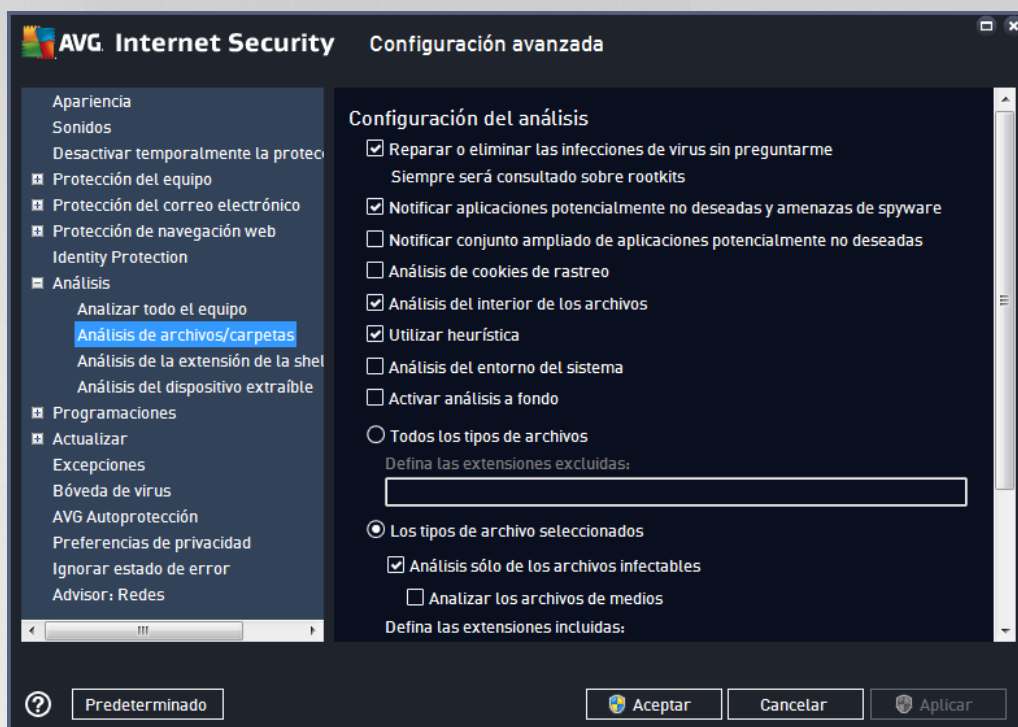 AVG. Internet Security
Configuración avanzada
Apariencia
Sonidos
Desactivar temporalmente la protec
Protección del equipo
Protección del correo electrónico
Protección de navegación web
Identity Protection
Análisis
Analizar todo el equipo
Análisis de archivos/carpetas
Análisis de la extensión de la shel
Análisis del dispositivo extraíble
Programaciones
Actualizar
Excepciones
Bóveda de virus
AVG Autoprotección
Preferencias de privacidad
Ignorar estado de error
Advisor: Redes
Configuración del análisis
Reparar o eliminar las infecciones de virus sin preguntarme
Siempre será consultado sobre rootkits
Notificar aplicaciones potencialmente no deseadas y amenazas de spyware
Notificar conjunto ampliado de aplicaciones potencialmente no deseadas
Análisis de cookies de rastreo
Análisis del interior de los archivos
Utilizar heurística
Análisis del entorno del sistema
Activar análisis a fondo
Todos los tipos de archivos
Defina las extensiones excluidas:
Los tipos de archivo seleccionados
Análisis sólo de los archivos infectables
Analizar los archivos de medios
Defina las extensiones incluidas:
? Predeterminado
Aceptar
Cancelar
Aplicar